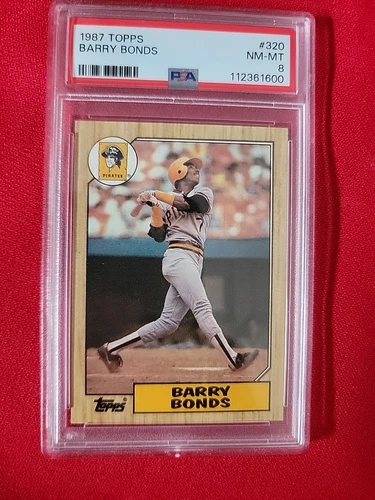 1987 TOPPS
BARRY BONDS
#320
NM-MT
8
PSA
112361600
PIRATES
Topps
BARRY
BONDS